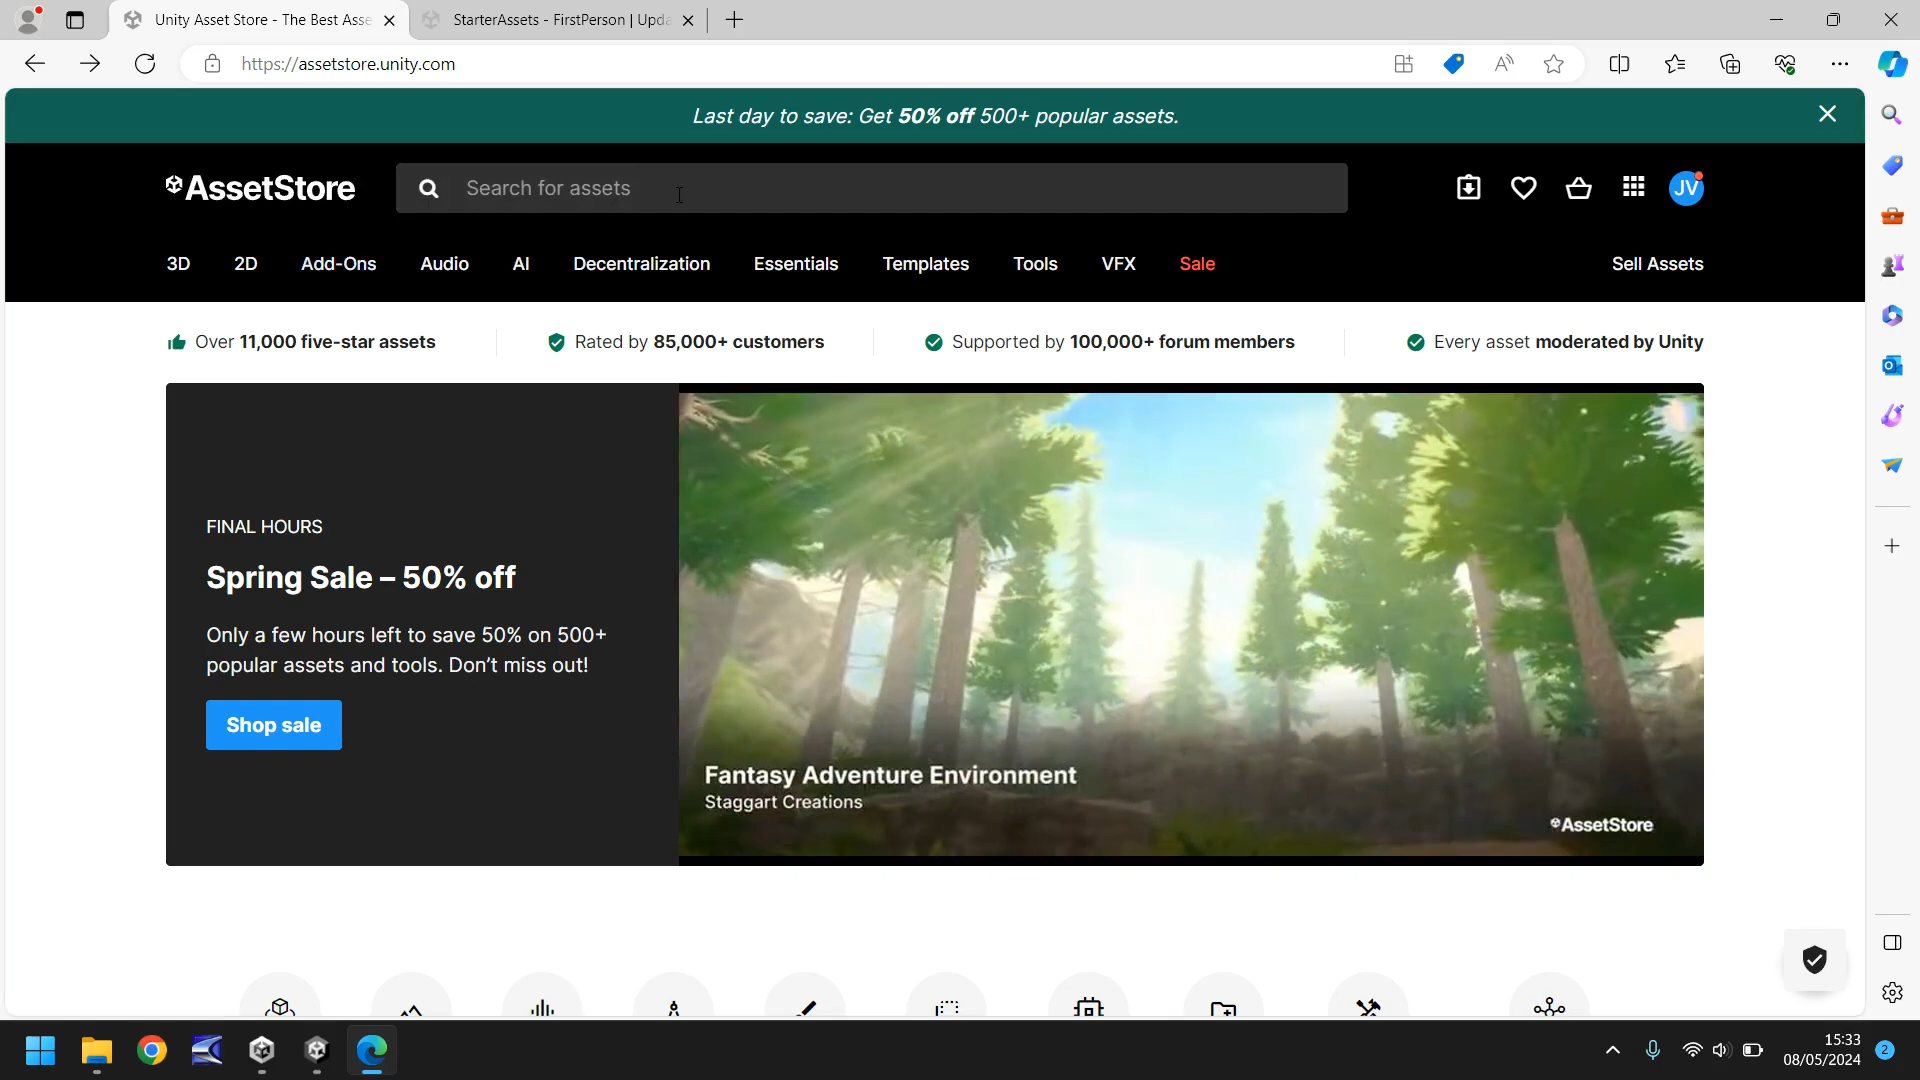 Unity Asset Store - The Best Asse
StarterAssets - FirstPerson | Upda
https://assetstore.unity.com
Last day to save: Get 50% off 500+ popular assets.
AssetStore
Search for assets
JV
3D 2D Add-Ons Audio AI Decentralization Essentials Templates Tools VFX Sale Sell Assets
Over 11,000 five-star assets
Rated by 85,000+ customers
Supported by 100,000+ forum members
Every asset moderated by Unity
FINAL HOURS
Spring Sale – 50% off
Only a few hours left to save 50% on 500+
popular assets and tools. Don't miss out!
Shop sale
Fantasy Adventure Environment
Staggart Creations
AssetStore
15:33
08/05/2024
2